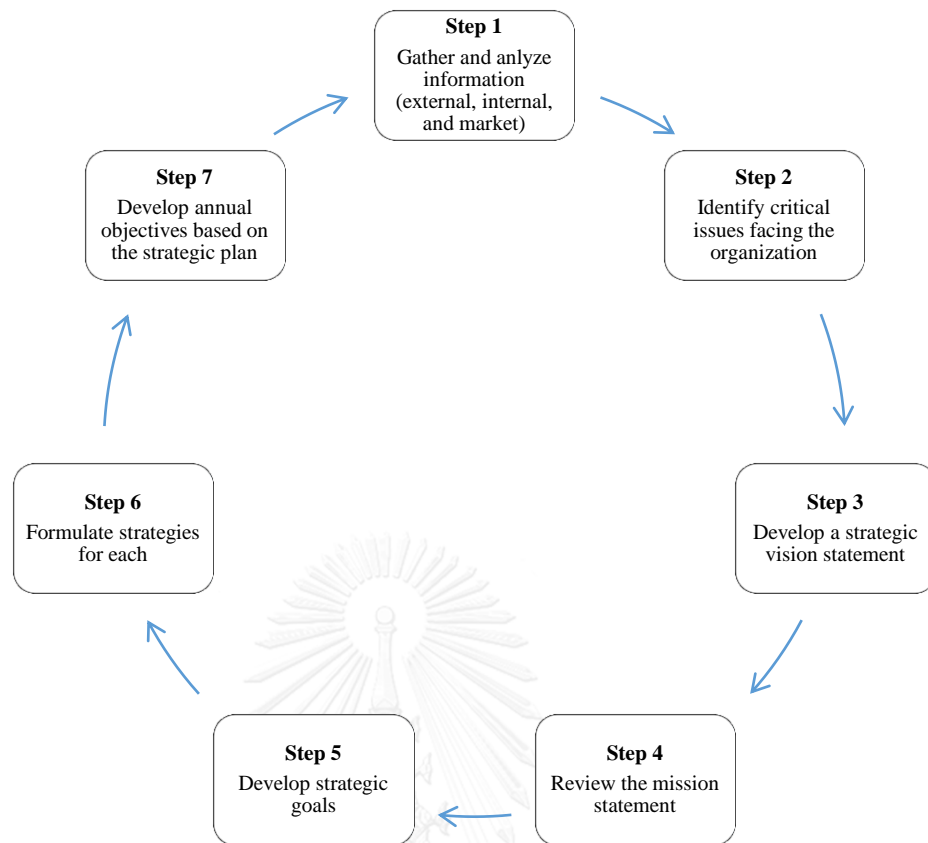 Step 1
Gather and anlyze
information
(external, internal,
and market)
Step 2
Identify critical
issues facing the
organization
Step 3
Develop a strategic
vision statement
Step 4
Review the mission
statement
Step 5
Develop strategic
goals
Step 6
Formulate strategies
for each
Step 7
Develop annual
objectives based on
the strategic plan